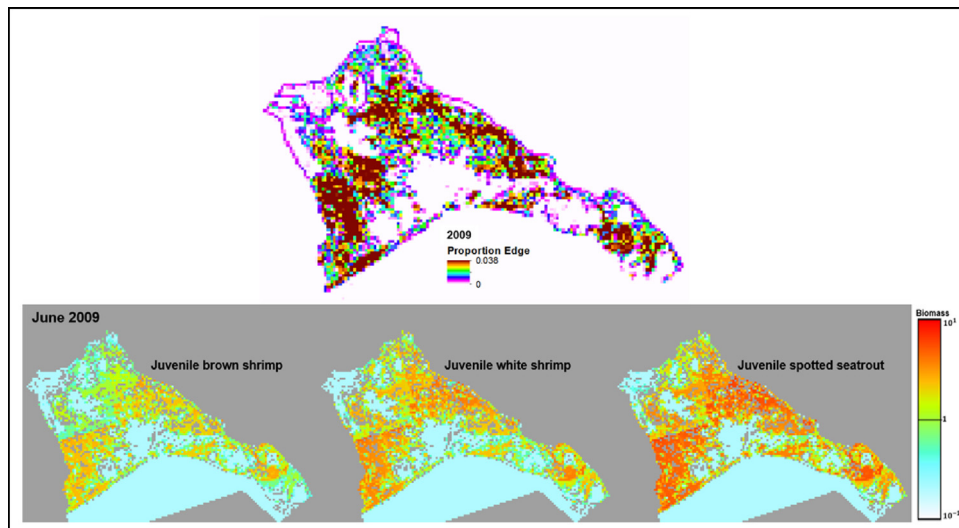 2009
Proportion Edge
0.038
0
June 2009
Juvenile brown shrimp
Juvenile white shrimp
Juvenile spotted seatrout
Biomass
10¹
1
10⁻¹